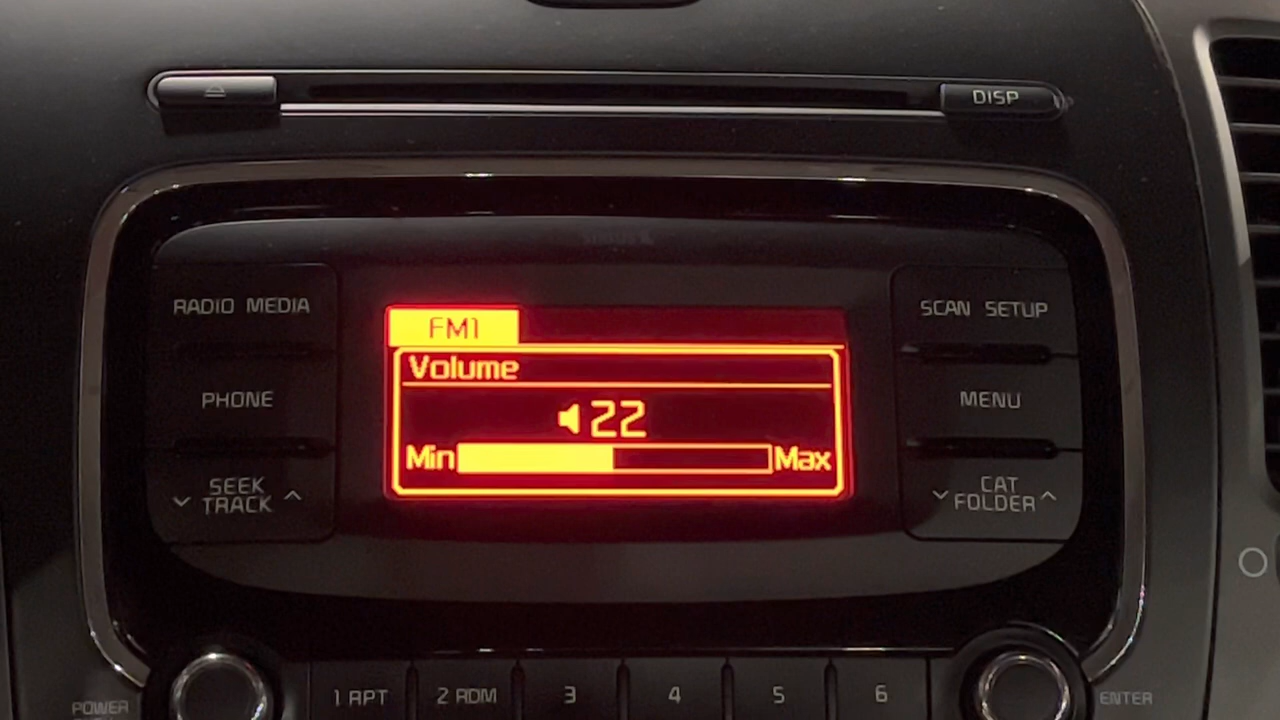 DISP
RADIO MEDIA
SCAN SETUP
FM1
Volume
PHONE
22
MENU
Min
Max
SEEK
TRACK
CAT
FOLDER
POWER
1 RPT
2 RDM
3
4
5
6
ENTER